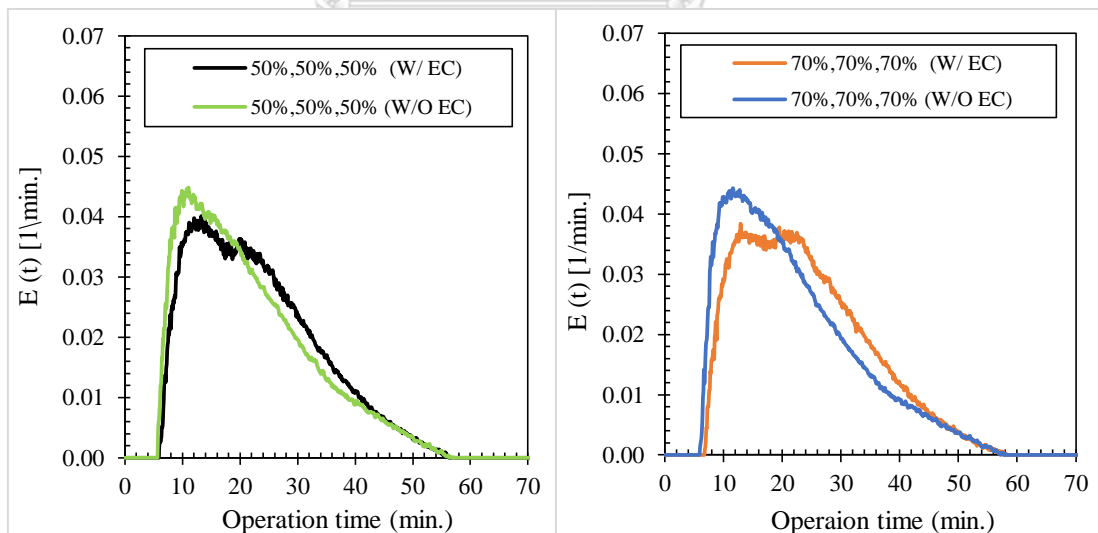 0.07
0.06
0.05
0.04
0.03
0.02
0.01
0.00
E (t) [1\min.]
50%,50%,50% (W/ EC)
50%,50%,50% (W/O EC)
0 10 20 30 40 50 60 70
Operation time (min.)
0.07
0.06
0.05
0.04
0.03
0.02
0.01
0.00
E (t) [1/min.]
70%,70%,70% (W/ EC)
70%,70%,70% (W/O EC)
0 10 20 30 40 50 60 70
Operaion time (min.)